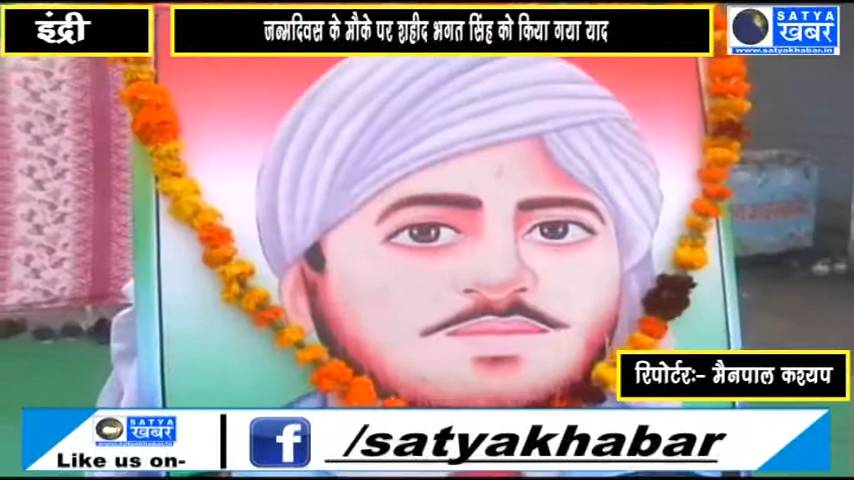 इंद्री
जन्मदिवस के मौके पर शहीद भगत सिंह को किया गया याद
SATYA
खबर
www.satyakhabar.in
रिपोर्टरः- मैनपाल कश्यप
SATYA
खबर
Like us on-
f
/satyakhabar